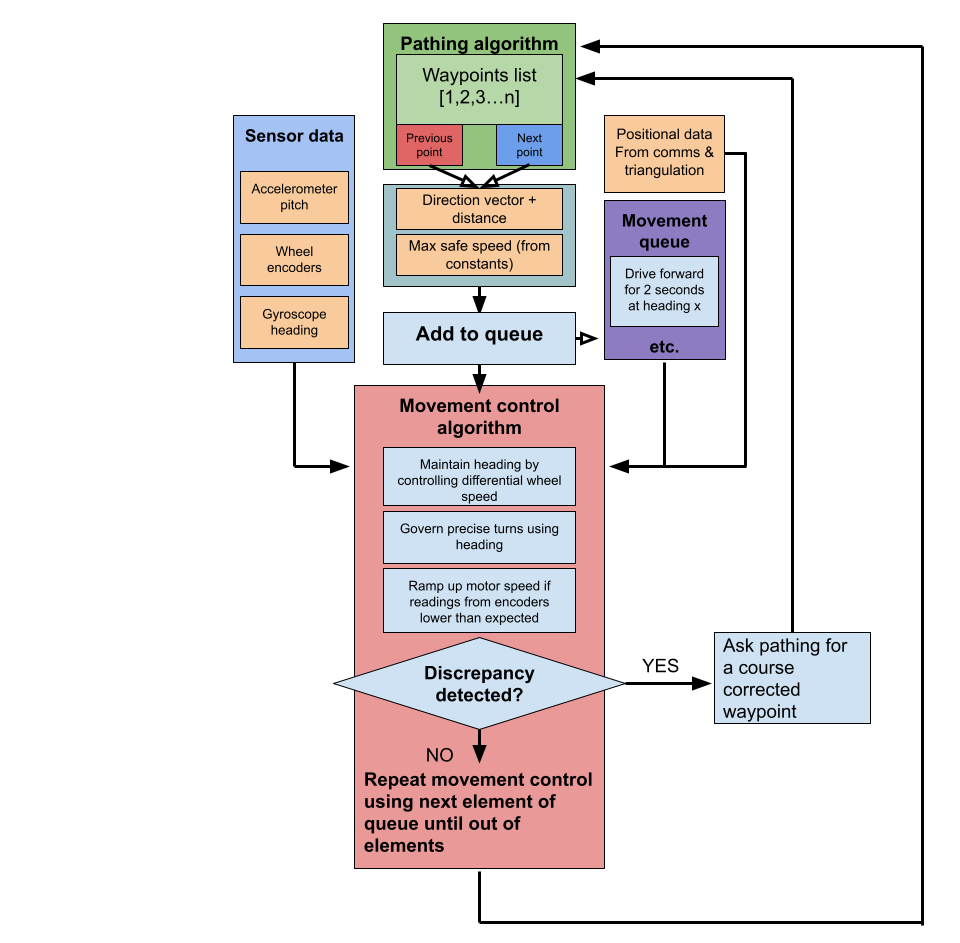 Pathing algorithm
Waypoints list
[1,2,3…n]
Previous
point
Next
point
Sensor data
Accelerometer
pitch
Wheel
encoders
Gyroscope
heading
Direction vector +
distance
Max safe speed (from
constants)
Positional data
From comms &
triangulation
Movement
queue
Drive forward
for 2 seconds
at heading x
etc.
Add to queue
Movement control
algorithm
Maintain heading by
controlling differential wheel
speed
Govern precise turns using
heading
Ramp up motor speed if
readings from encoders
lower than expected
Discrepancy
detected?
YES
Ask pathing for
a course
corrected
waypoint
NO
Repeat movement control
using next element of
queue until out of
elements